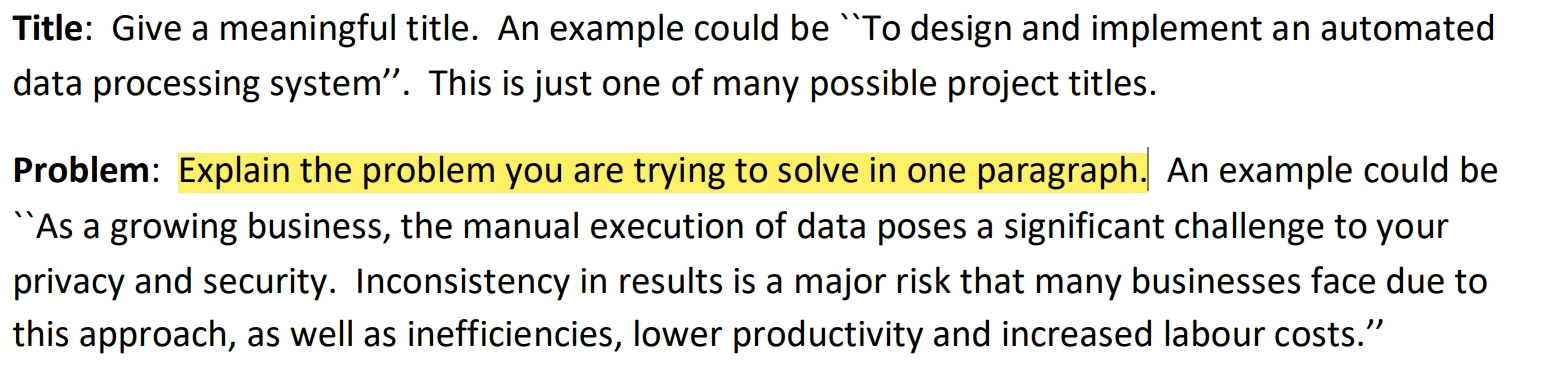 Title:  Give a meaningful title.  An example could be ``To design and implement an automated
data processing system’’.  This is just one of many possible project titles.
Problem:  Explain the problem you are trying to solve in one paragraph.  An example could be
``As a growing business, the manual execution of data poses a significant challenge to your
privacy and security.  Inconsistency in results is a major risk that many businesses face due to
this approach, as well as inefficiencies, lower productivity and increased labour costs.’’